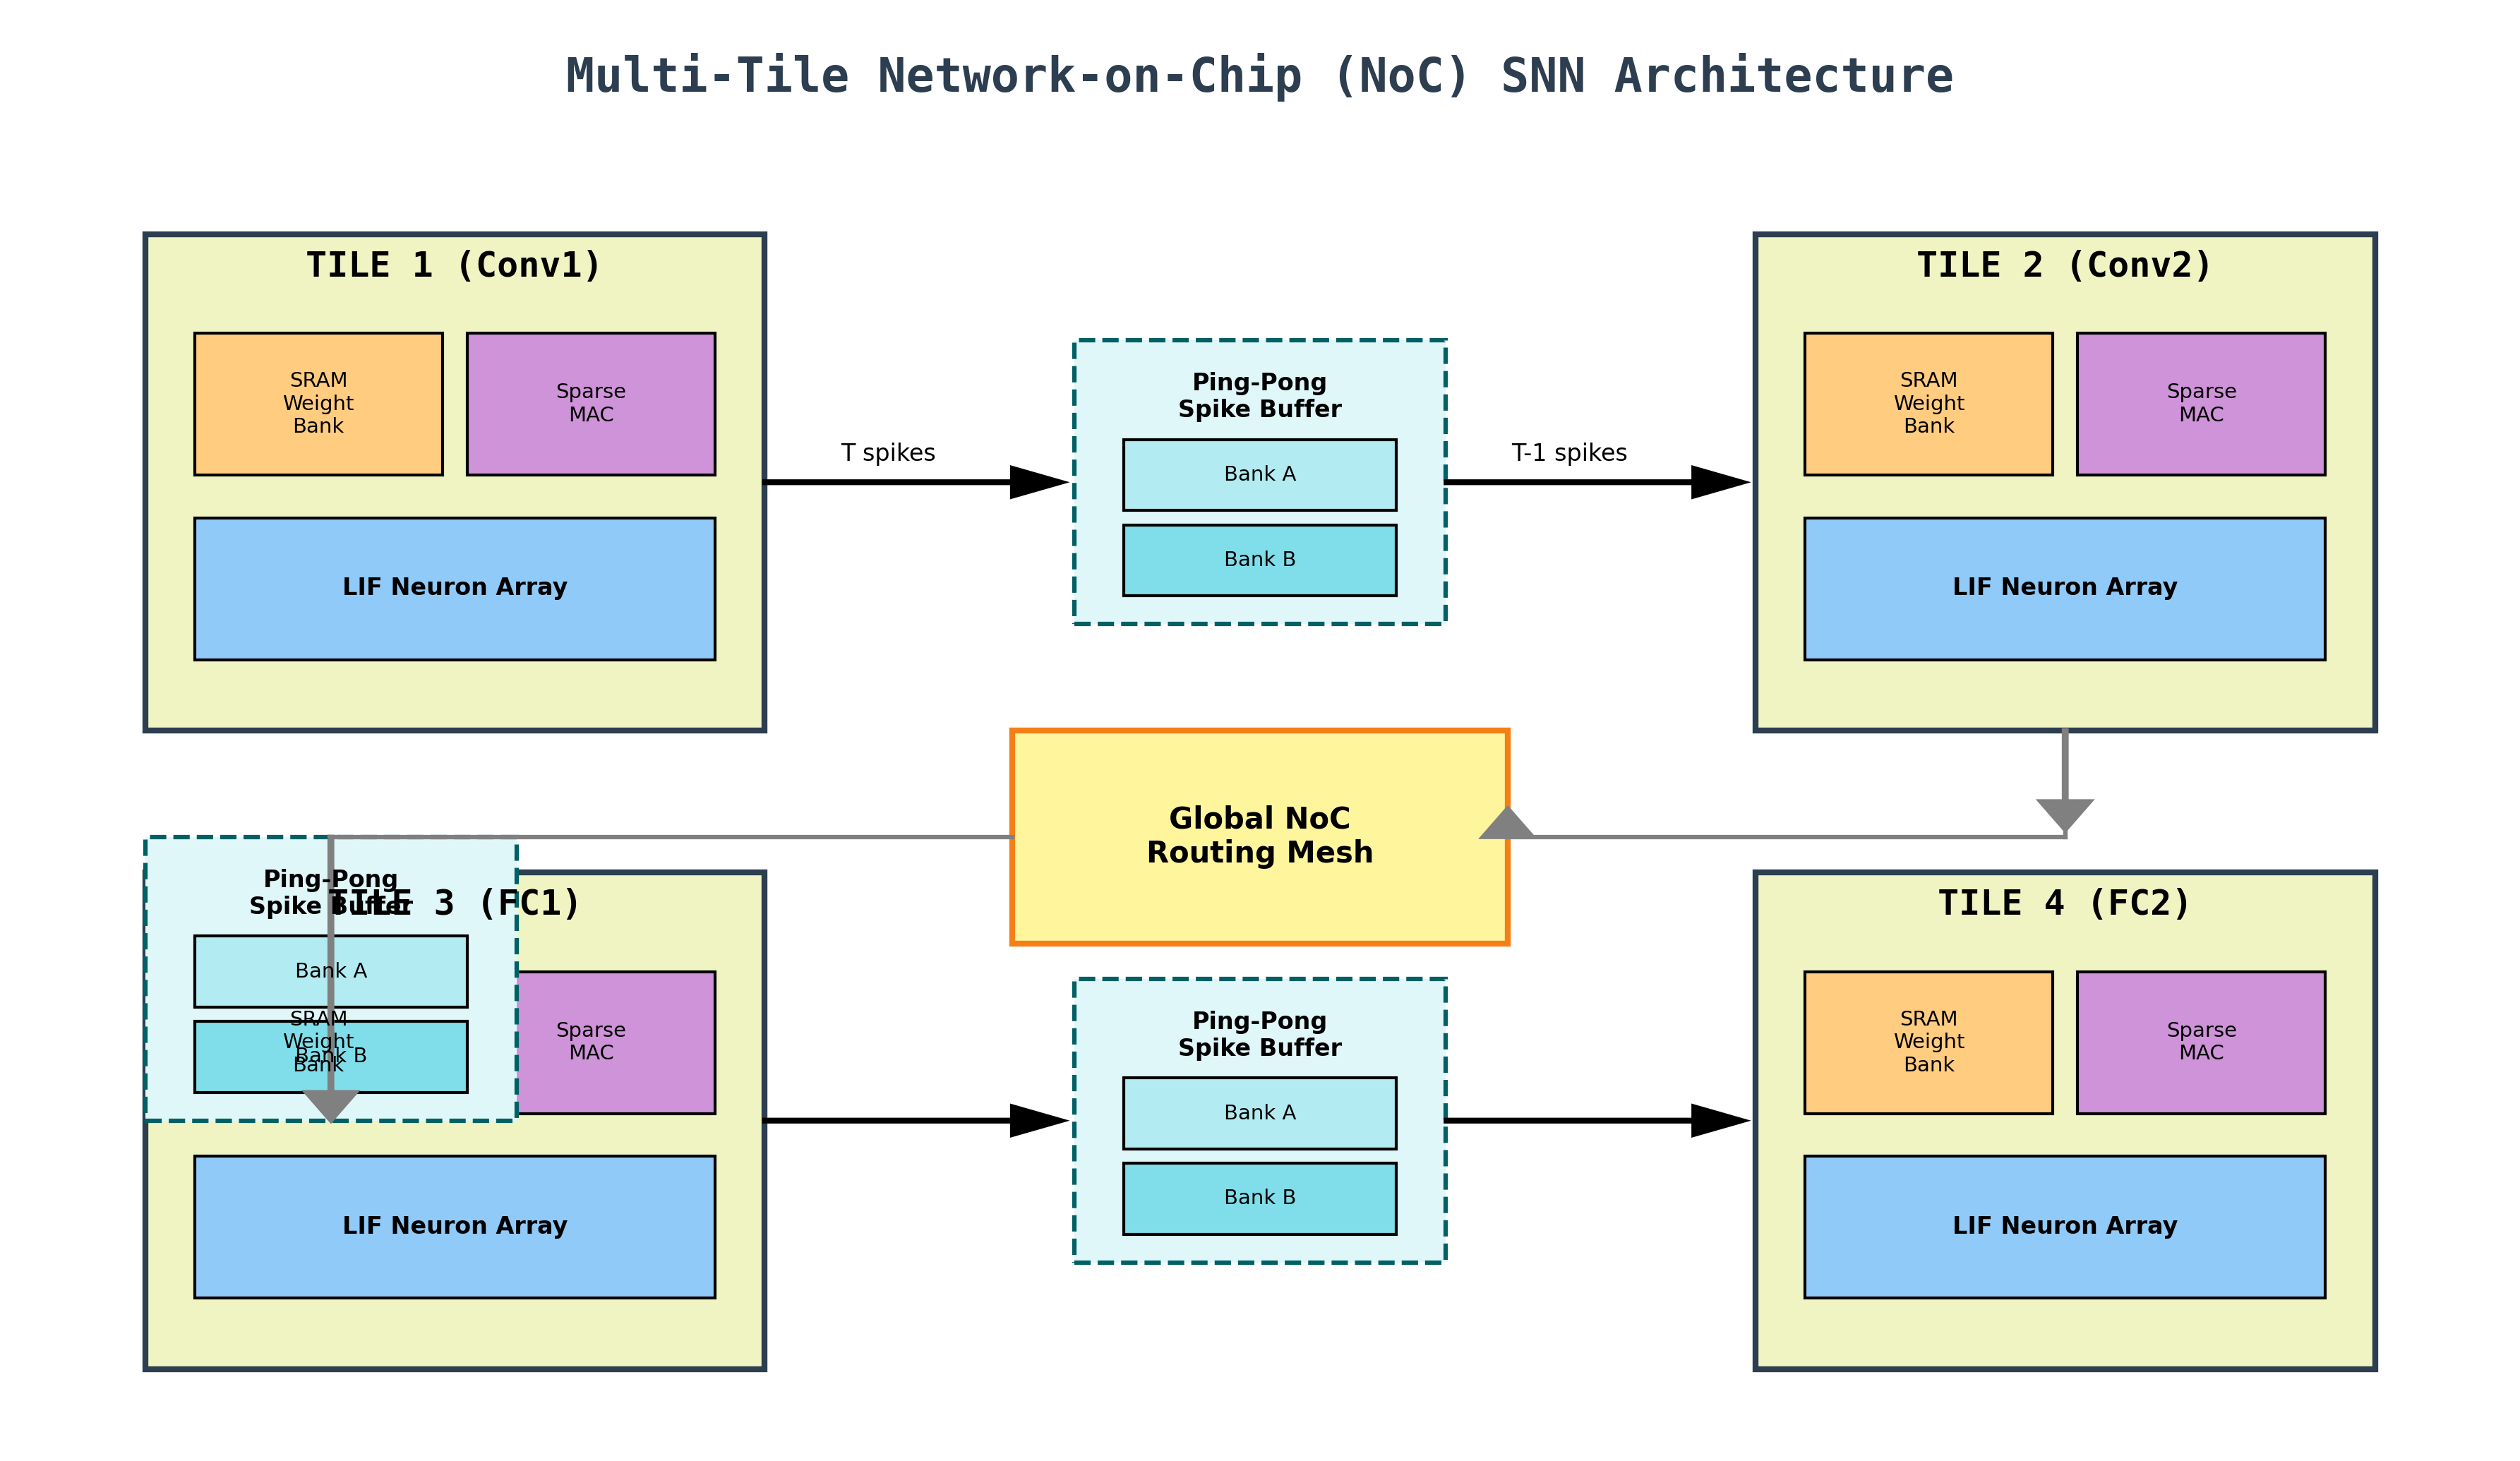 Multi-Tile Network-on-Chip (NoC) SNN Architecture
TILE 1 (Conv1)
SRAM
Weight
Bank
Sparse
MAC
LIF Neuron Array
T spikes
Ping-Pong
Spike Buffer
Bank A
Bank B
T-1 spikes
TILE 2 (Conv2)
SRAM
Weight
Bank
Sparse
MAC
LIF Neuron Array
Global NoC
Routing Mesh
Ping-Pong
Spike Buffer
TILE 3 (FC1)
Bank A
SRAM
Weight
Bank
Bank B
Sparse
MAC
LIF Neuron Array
Ping-Pong
Spike Buffer
Bank A
Bank B
TILE 4 (FC2)
SRAM
Weight
Bank
Sparse
MAC
LIF Neuron Array